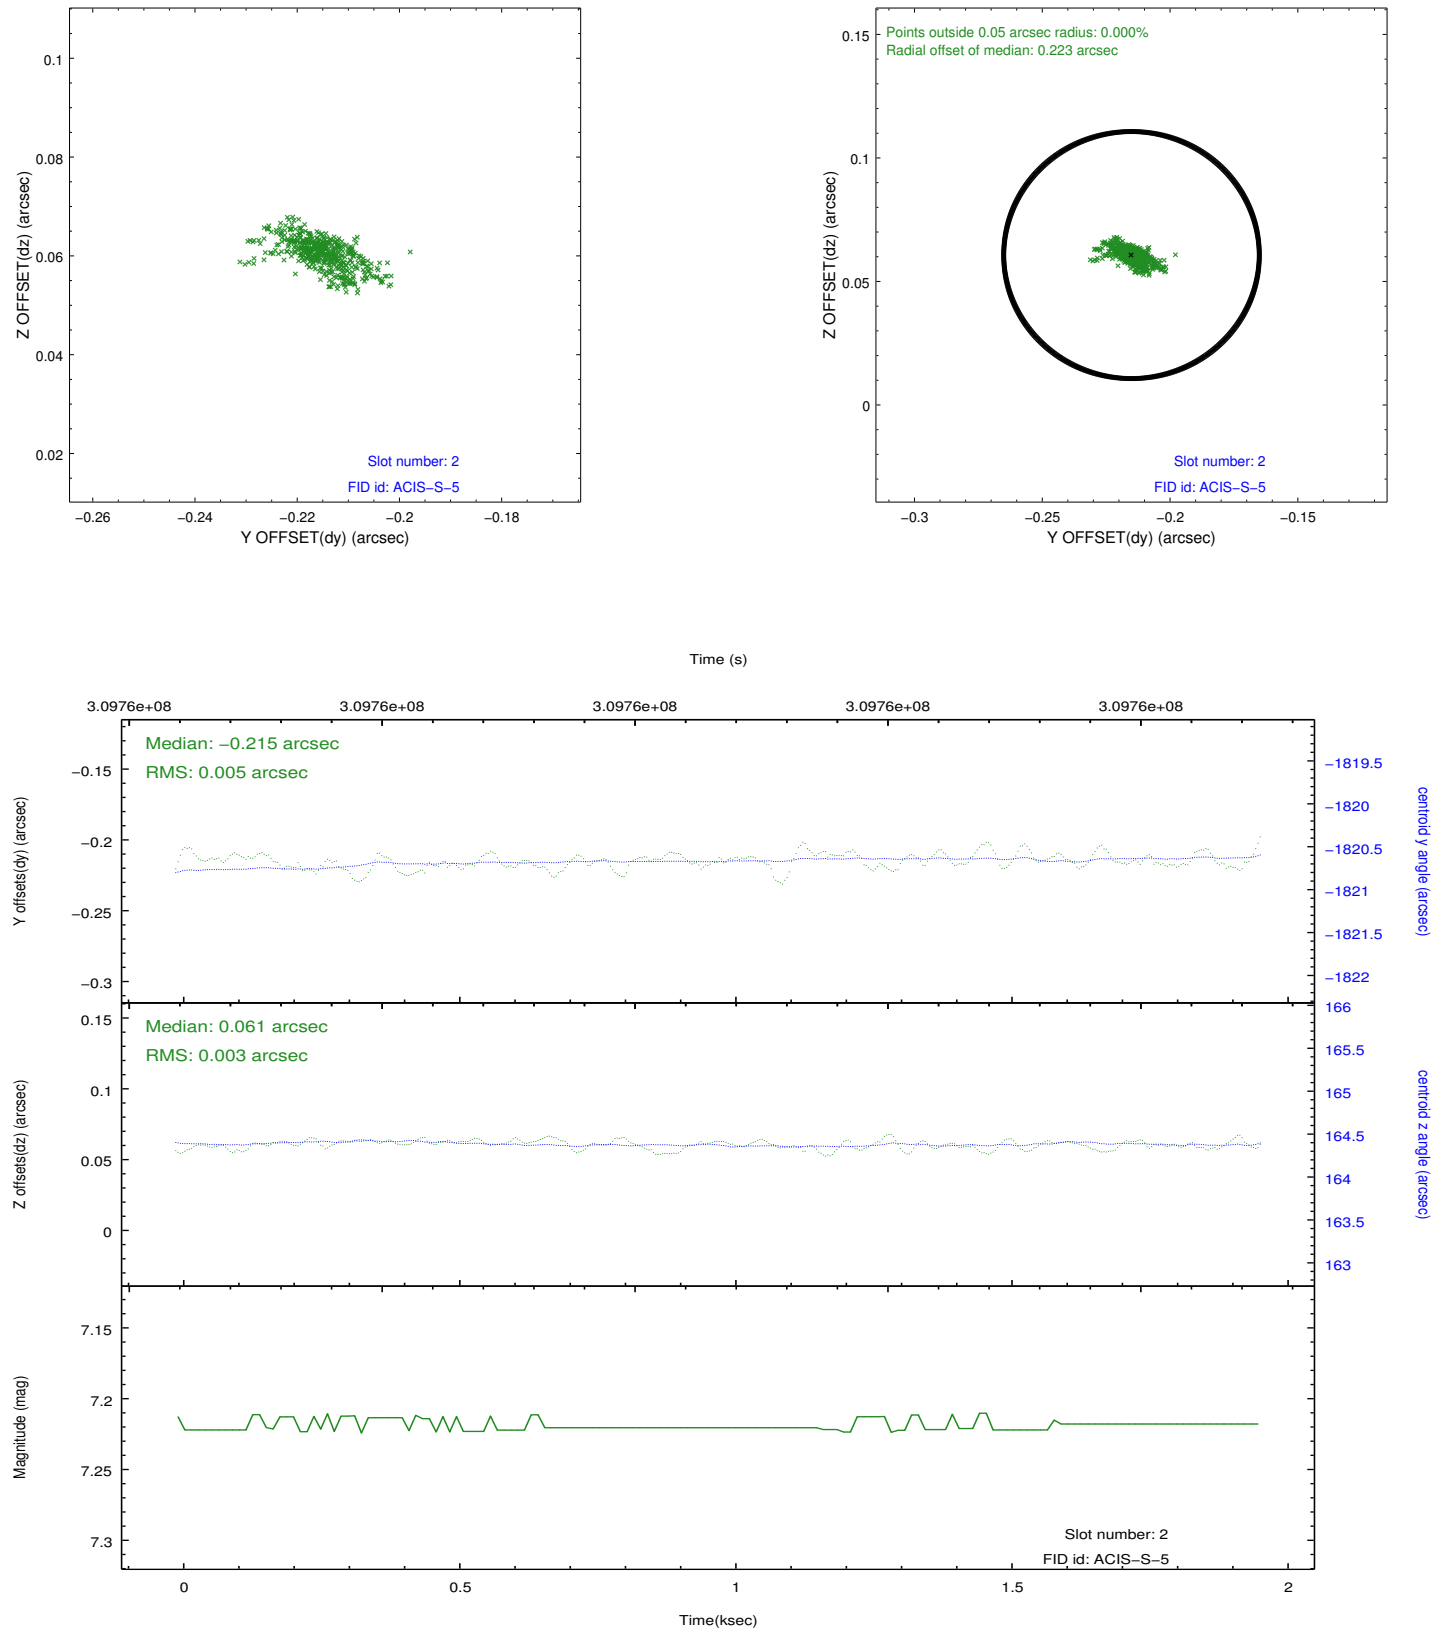 0.1
0.08
0.06
0.04
0.02
Z OFFSET(dz) (arcsec)
Slot number: 2
FID id: ACIS−S−5
−0.26 −0.24 −0.22 −0.2 −0.18
Y OFFSET(dy) (arcsec)
Points outside 0.05 arcsec radius: 0.000%
Radial offset of median: 0.223 arcsec
0.15
0.1
0.05
0
Z OFFSET(dz) (arcsec)
Slot number: 2
FID id: ACIS−S−5
−0.3 −0.25 −0.2 −0.15
Y OFFSET(dy) (arcsec)
Time (s)
3.0976e+08 3.0976e+08 3.0976e+08 3.0976e+08 3.0976e+08
Median: −0.215 arcsec
RMS: 0.005 arcsec
−0.15
−0.2
−0.25
−0.3
Y offsets(dy) (arcsec)
−1819.5
−1820
−1820.5
−1821
−1821.5
−1822
centroid y angle (arcsec)
Median: 0.061 arcsec
RMS: 0.003 arcsec
0.15
0.1
0.05
0
Z offsets(dz) (arcsec)
166
165.5
165
164.5
164
163.5
163
centroid z angle (arcsec)
7.15
7.2
7.25
7.3
Magnitude (mag)
Slot number: 2
FID id: ACIS−S−5
0 0.5 1 1.5 2
Time(ksec)